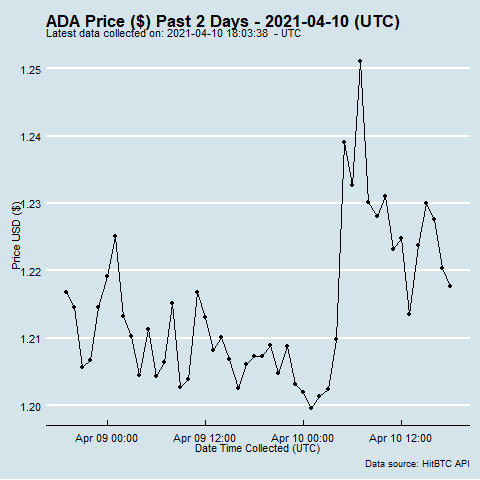 ADA Price ($) Past 2 Days - 2021-04-10 (UTC)
Latest data collected on: 2021-04-10 18:03:38 - UTC
1.25
1.24
1.23
1.22
1.21
1.20
Price USD ($)
Apr 09 00:00 Apr 09 12:00 Apr 10 00:00 Apr 10 12:00
Date Time Collected (UTC)
Data source: HitBTC API